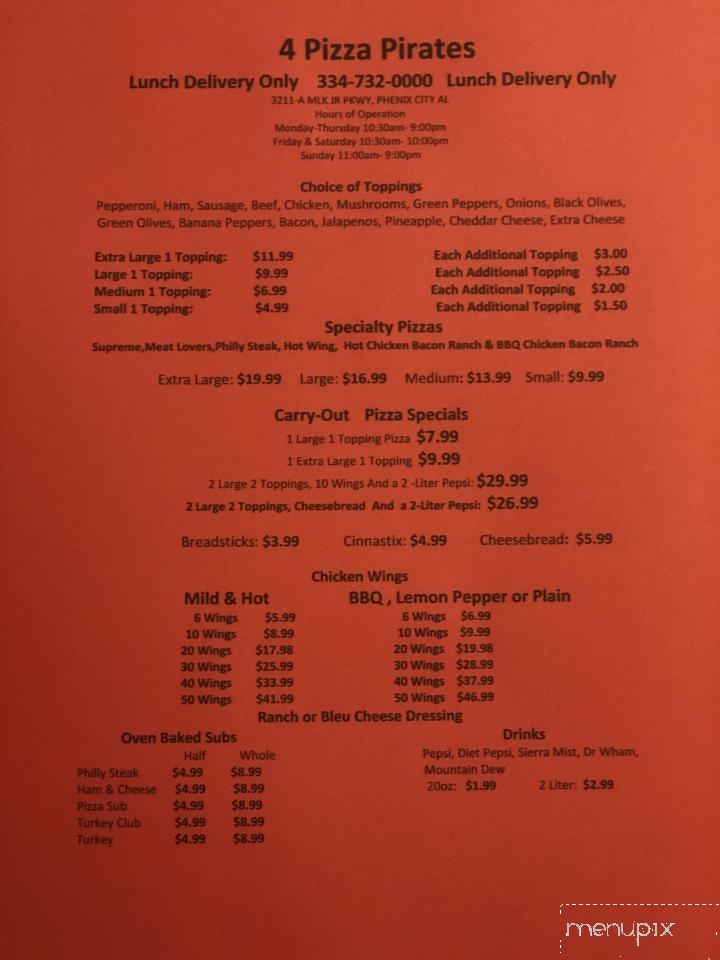 4 Pizza Pirates
Lunch Delivery Only 334-732-0000 Lunch Delivery Only
3211-A MLK JR PKWY, PHENIX CITY AL
Hours of Operation
Monday-Thursday 10:30am- 9:00pm
Friday & Saturday 10:30am- 10:00pm
Sunday 11:00am- 9:00pm
Choice of Toppings
Pepperoni, Ham, Sausage, Beef, Chicken, Mushrooms, Green Peppers, Onions, Black Olives,
Green Olives, Banana Peppers, Bacon, Jalapenos, Pineapple, Cheddar Cheese, Extra Cheese
Extra Large 1 Topping: $11.99 Each Additional Topping $3.00
Large 1 Topping: $9.99 Each Additional Topping $2.50
Medium 1 Topping: $6.99 Each Additional Topping $2.00
Small 1 Topping: $4.99 Each Additional Topping $1.50
Specialty Pizzas
Supreme,Meat Lovers,Philly Steak, Hot Wing, Hot Chicken Bacon Ranch & BBQ Chicken Bacon Ranch
Extra Large: $19.99 Large: $16.99 Medium: $13.99 Small: $9.99
Carry-Out Pizza Specials
1 Large 1 Topping Pizza $7.99
1 Extra Large 1 Topping $9.99
2 Large 2 Toppings, 10 Wings And a 2 -Liter Pepsi: $29.99
2 Large 2 Toppings, Cheesebread And a 2-Liter Pepsi: $26.99
Breadsticks: $3.99 Cinnastix: $4.99 Cheesebread: $5.99
Chicken Wings
Mild & Hot BBQ , Lemon Pepper or Plain
6 Wings $5.99 6 Wings $6.99
10 Wings $8.99 10 Wings $9.99
20 Wings $17.98 20 Wings $19.98
30 Wings $25.99 30 Wings $28.99
40 Wings $33.99 40 Wings $37.99
50 Wings $41.99 50 Wings $46.99
Ranch or Bleu Cheese Dressing
Oven Baked Subs
Half Whole
Philly Steak $4.99 $8.99
Ham & Cheese $4.99 $8.99
Pizza Sub $4.99 $8.99
Turkey Club $4.99 $8.99
Turkey $4.99 $8.99
Drinks
Pepsi, Diet Pepsi, Sierra Mist, Dr Wham,
Mountain Dew
20oz: $1.99 2 Liter: $2.99
menupix